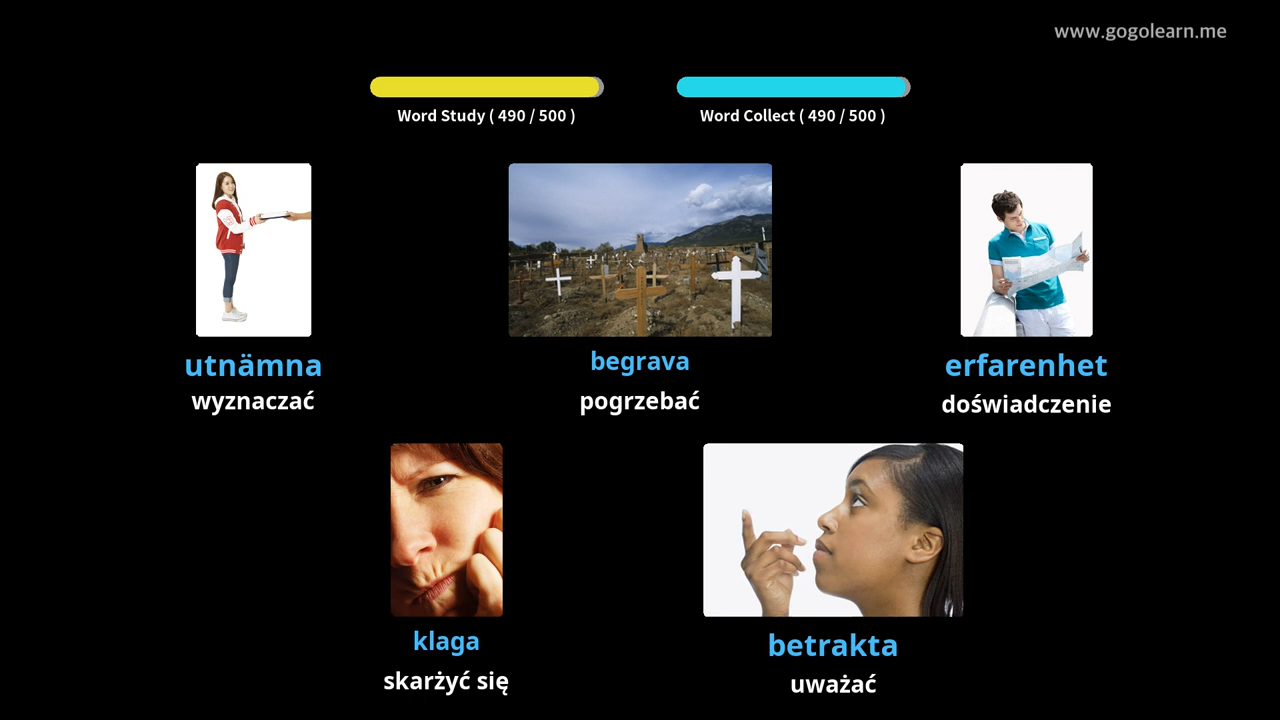 www.gogolearn.me
Word Study ( 490 / 500 )
Word Collect ( 490 / 500 )
utnämna
wyznaczać
begrava
pogrzebać
erfarenhet
doświadczenie
klaga
skarżyć się
betrakta
uważać